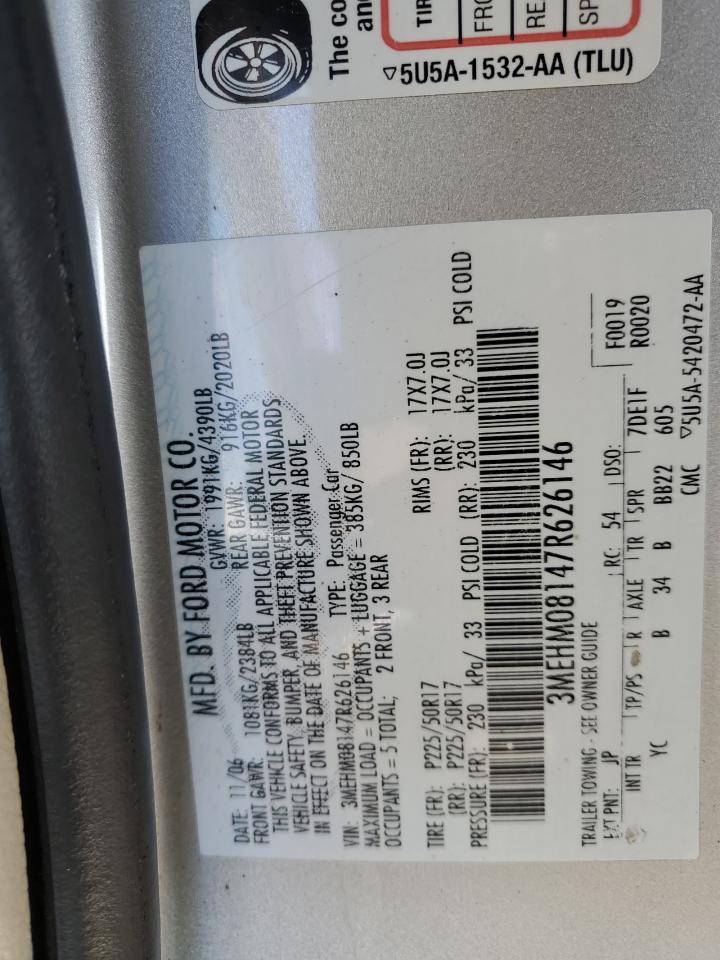 The co
an
TIR
FRO
RE
SP
▽5U5A-1532-AA (TLU)
MFD. BY FORD MOTOR CO.
DATE: 11/06 GVWR: 1991KG/4390LB
FRONT GAWR: 1081KG/2384LB REAR GAWR: 916KG/2020LB
THIS VEHICLE CONFORMS TO ALL APPLICABLE FEDERAL MOTOR
VEHICLE SAFETY, BUMPER, AND THEFT PREVENTION STANDARDS
IN EFFECT ON THE DATE OF MANUFACTURE SHOWN ABOVE.
VIN: 3MEHM08147R626146 TYPE: Passenger Car
MAXIMUM LOAD = OCCUPANTS + LUGGAGE = 385KG/ 850LB
OCCUPANTS = 5 TOTAL; 2 FRONT, 3 REAR
TIRE (FR): P225/50R17 RIMS (FR): 17X7.0J
(RR): P225/50R17 (RR): 17X7.0J
PRESSURE (FR): 230 kPa/ 33 PSI COLD (RR): 230 kPa/ 33 PSI COLD
3MEHM08147R626146
TRAILER TOWING - SEE OWNER GUIDE F0019
EXT PNT: JP RC: 54 DSO: R0020
INT TR TP/PS R AXLE TR SPR 7DE1F
YC B 34 B BB22 605
CMC ▽5U5A-5420472-AA